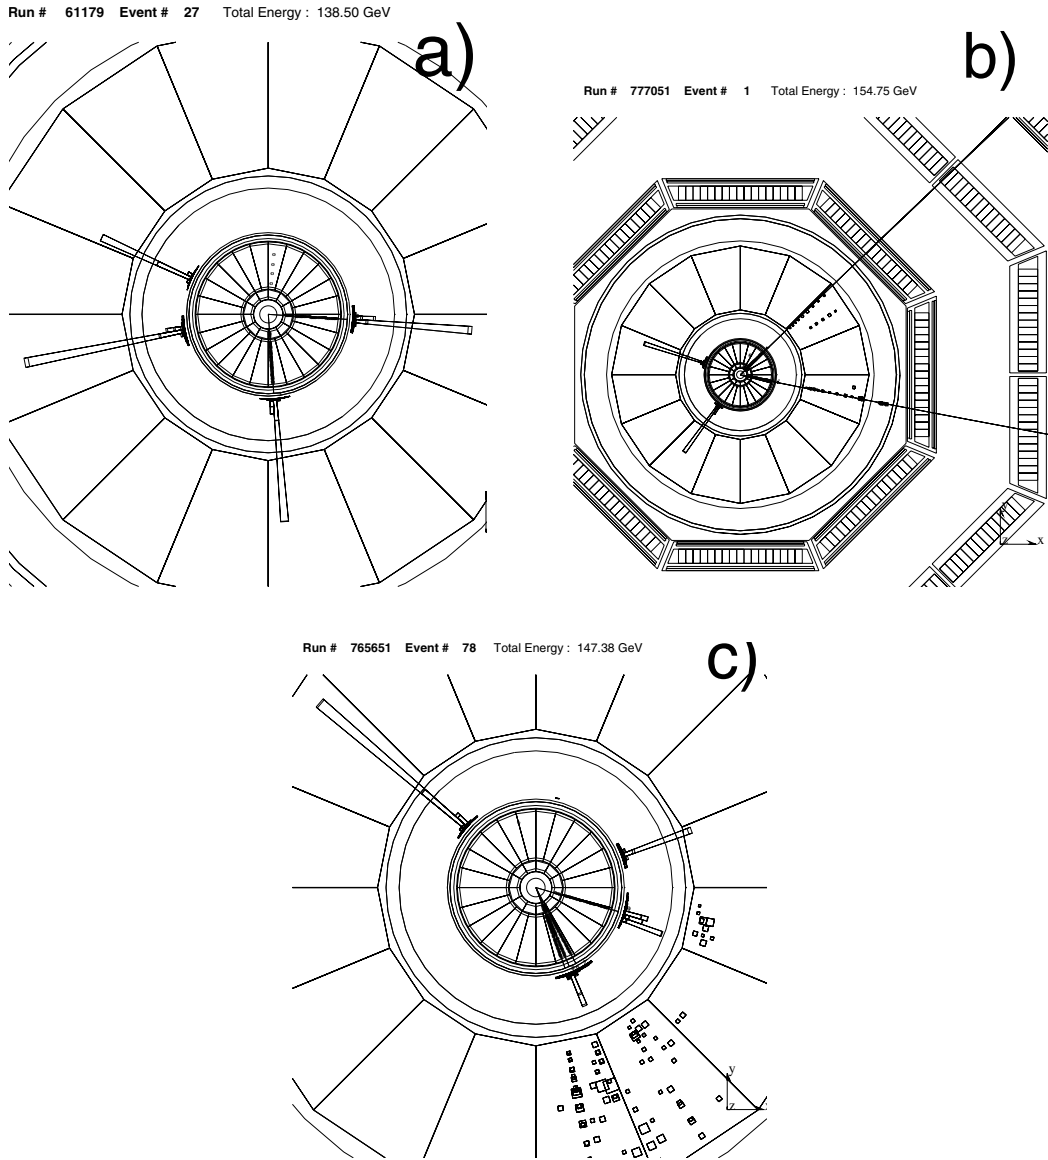 Run # 61179 Event # 27 Total Energy : 138.50 GeV
a)
b)
Run # 777051 Event # 1 Total Energy : 154.75 GeV
y
z x
Run # 765651 Event # 78 Total Energy : 147.38 GeV
c)
y
z